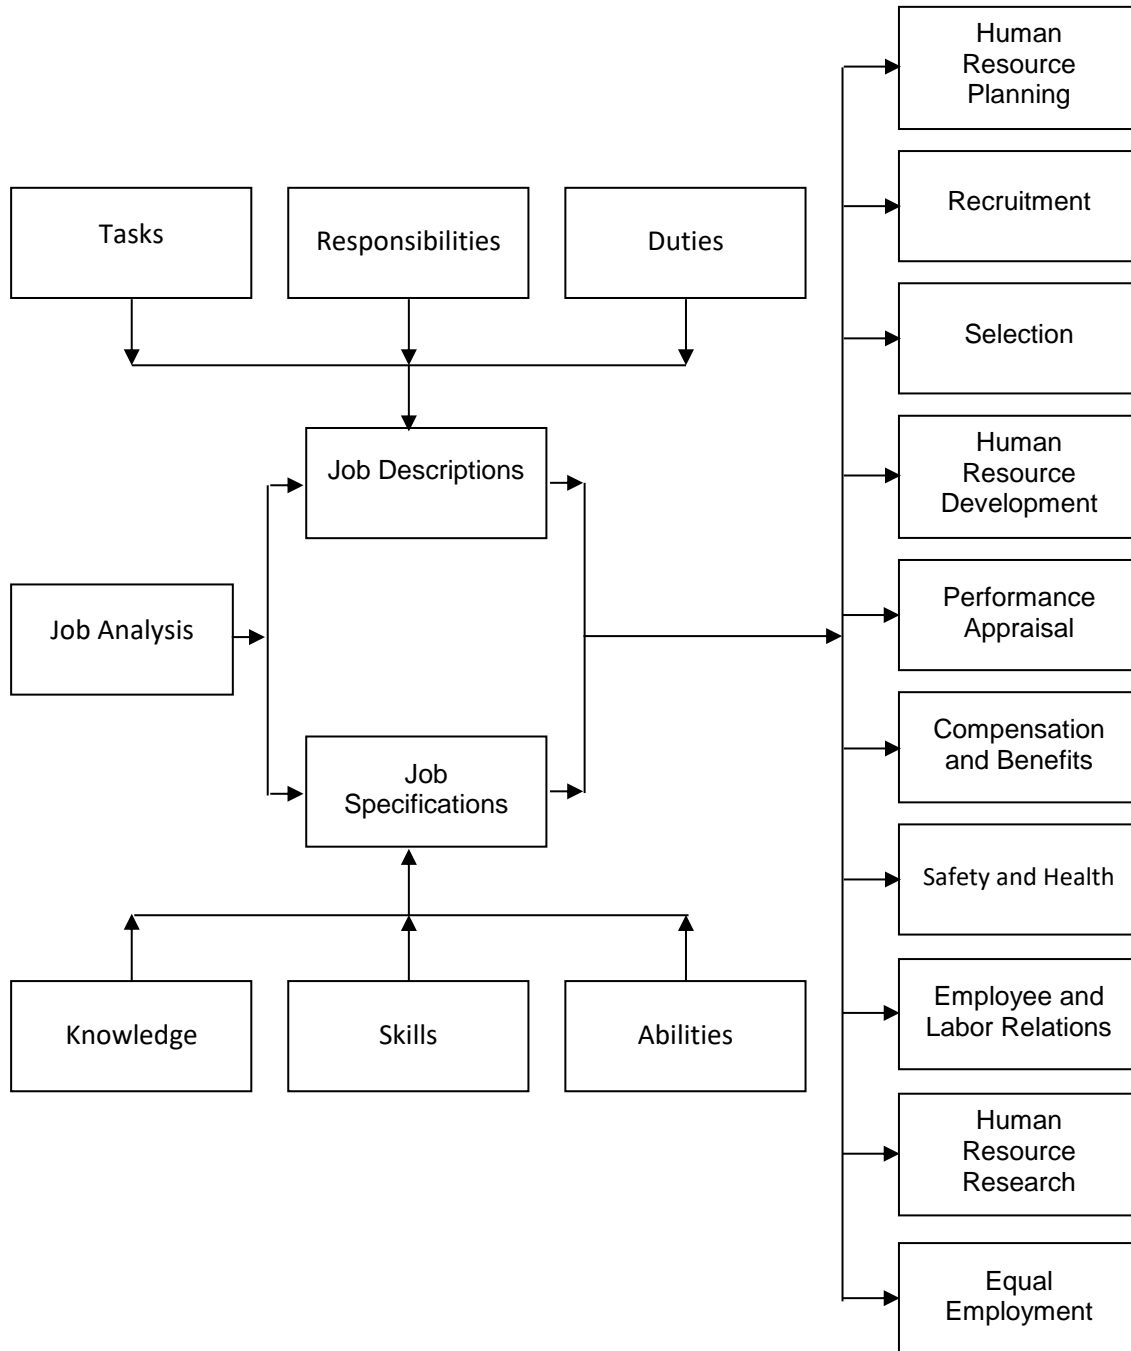 Human
Resource
Planning
Recruitment
Tasks
Responsibilities
Duties
Selection
Job Descriptions
Human
Resource
Development
Job Analysis
Performance
Appraisal
Job
Specifications
Compensation
and Benefits
Safety and Health
Knowledge
Skills
Abilities
Employee and
Labor Relations
Human
Resource
Research
Equal
Employment